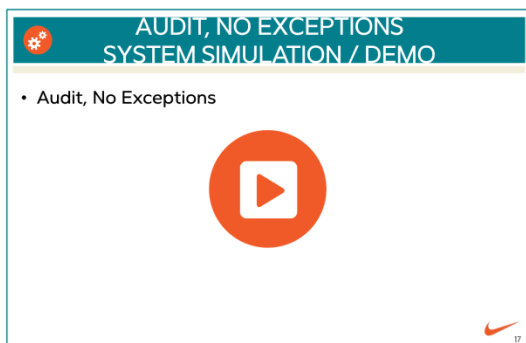 AUDIT, NO EXCEPTIONS
SYSTEM SIMULATION / DEMO
• Audit, No Exceptions
17